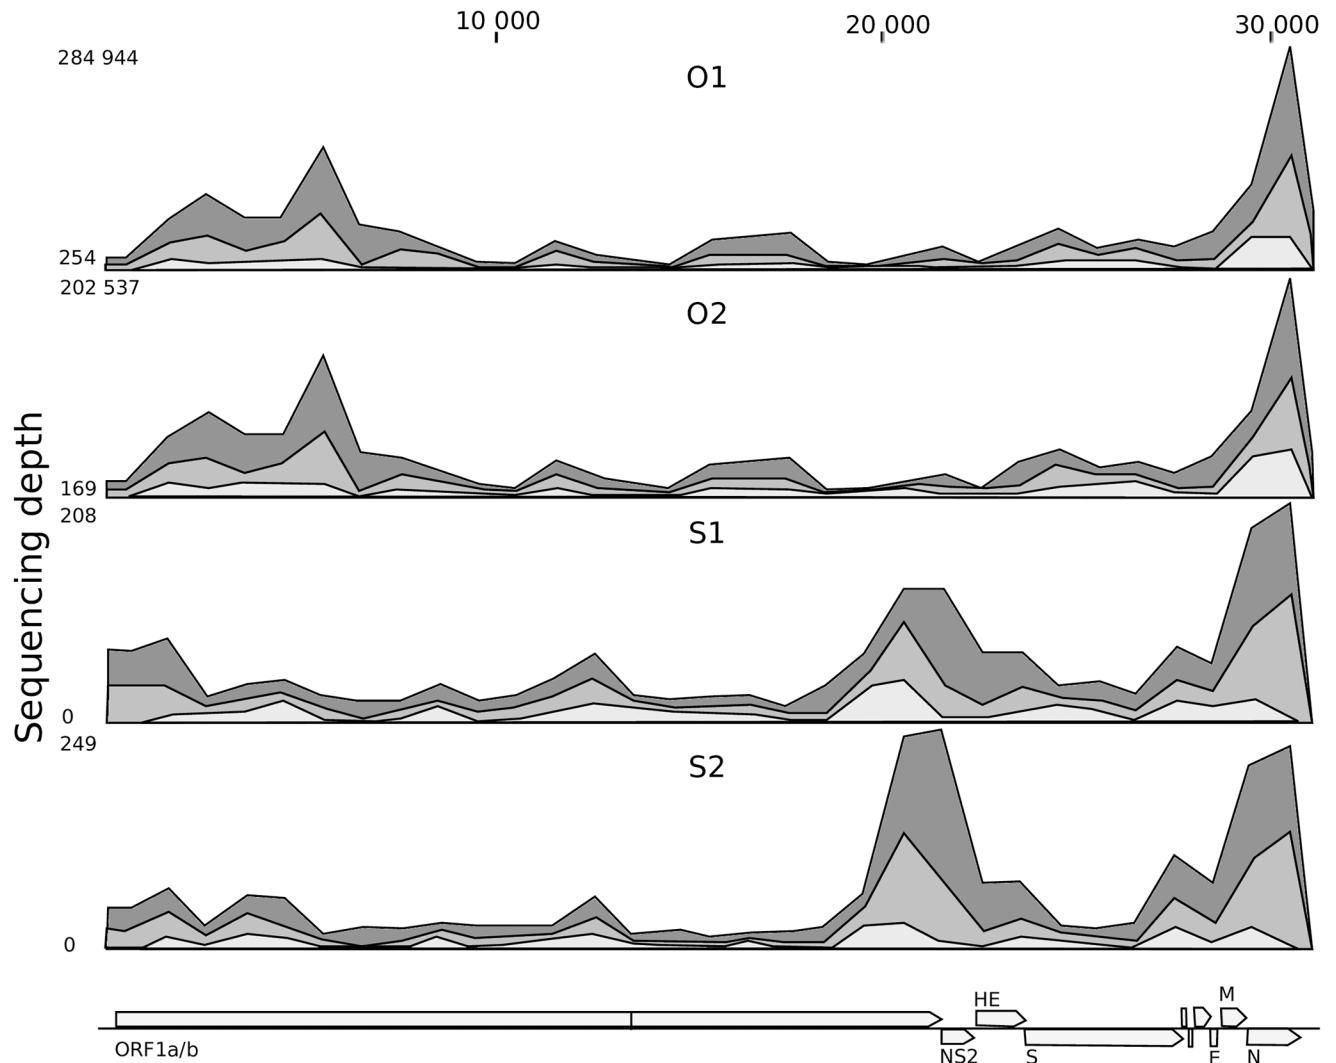 10 000 20,000 30,000
284 944
O1
254
202 537
O2
169
208
S1
0
249
S2
0
Sequencing depth
HE M
ORF1a/b NS2 S E N